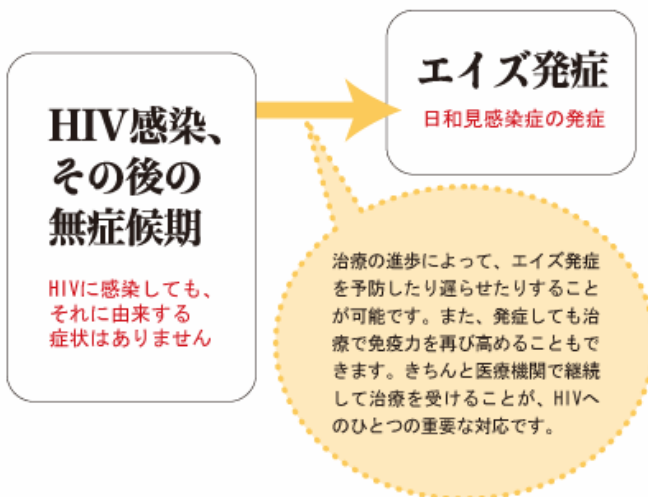 HIV感染、
その後の
無症候期
HIVに感染しても、
それに由来する
症状はありません
エイズ発症
日和見感染症の発症
治療の進歩によって、エイズ発症
を予防したり遅らせたりすること
が可能です。また、発症しても治
療で免疫力を再び高めることもで
きます。きちんと医療機関で継続
して治療を受けることが、HIVへ
のひとつの重要な対応です。